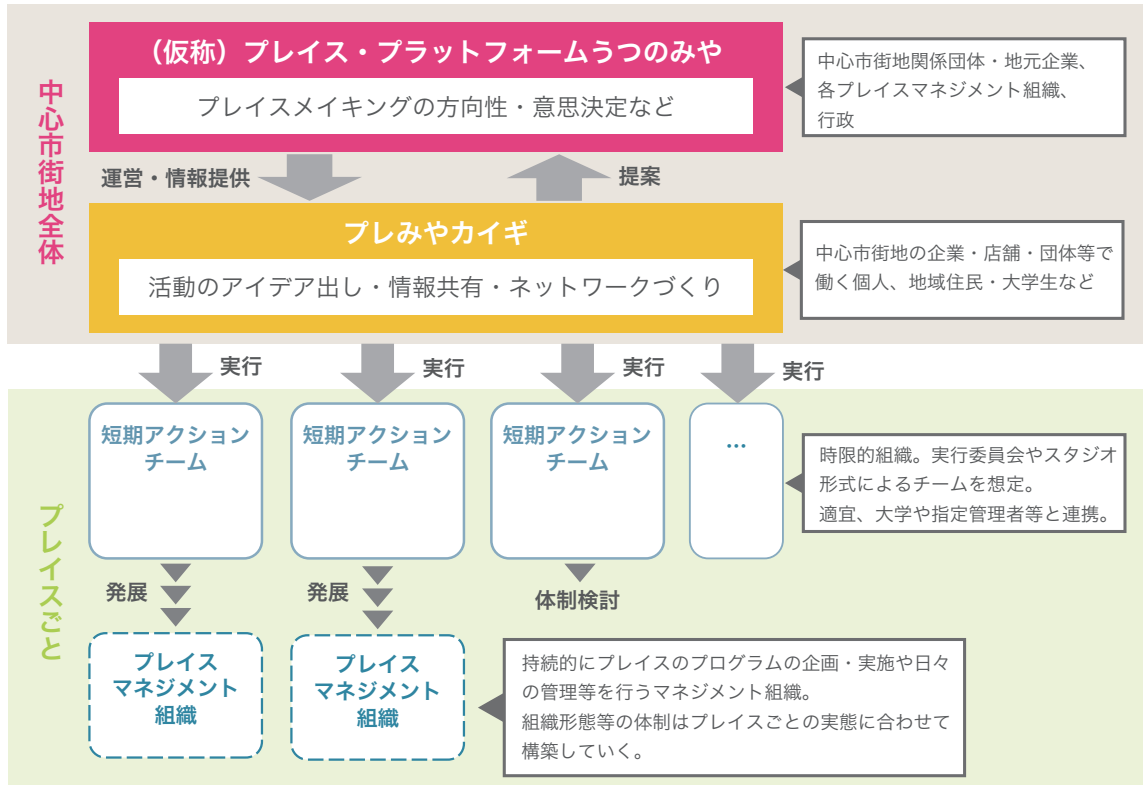 中心市街地全体
（仮称）プレイス・プラットフォームうつのみや
プレイスメイキングの方向性・意思決定など
中心市街地関係団体・地元企業、
各プレイスマネジメント組織、
行政
運営・情報提供
提案
プレみやカイギ
活動のアイデア出し・情報共有・ネットワークづくり
中心市街地の企業・店舗・団体等で
働く個人、地域住民・大学生など
実行
実行
実行
実行
プレイスごと
短期アクション
チーム
短期アクション
チーム
短期アクション
チーム
…
時限的組織。実行委員会やスタジオ
形式によるチームを想定。
適宜、大学や指定管理者等と連携。
発展
発展
体制検討
プレイス
マネジメント
組織
プレイス
マネジメント
組織
持続的にプレイスのプログラムの企画・実施や日々
の管理等を行うマネジメント組織。
組織形態等の体制はプレイスごとの実態に合わせて
構築していく。